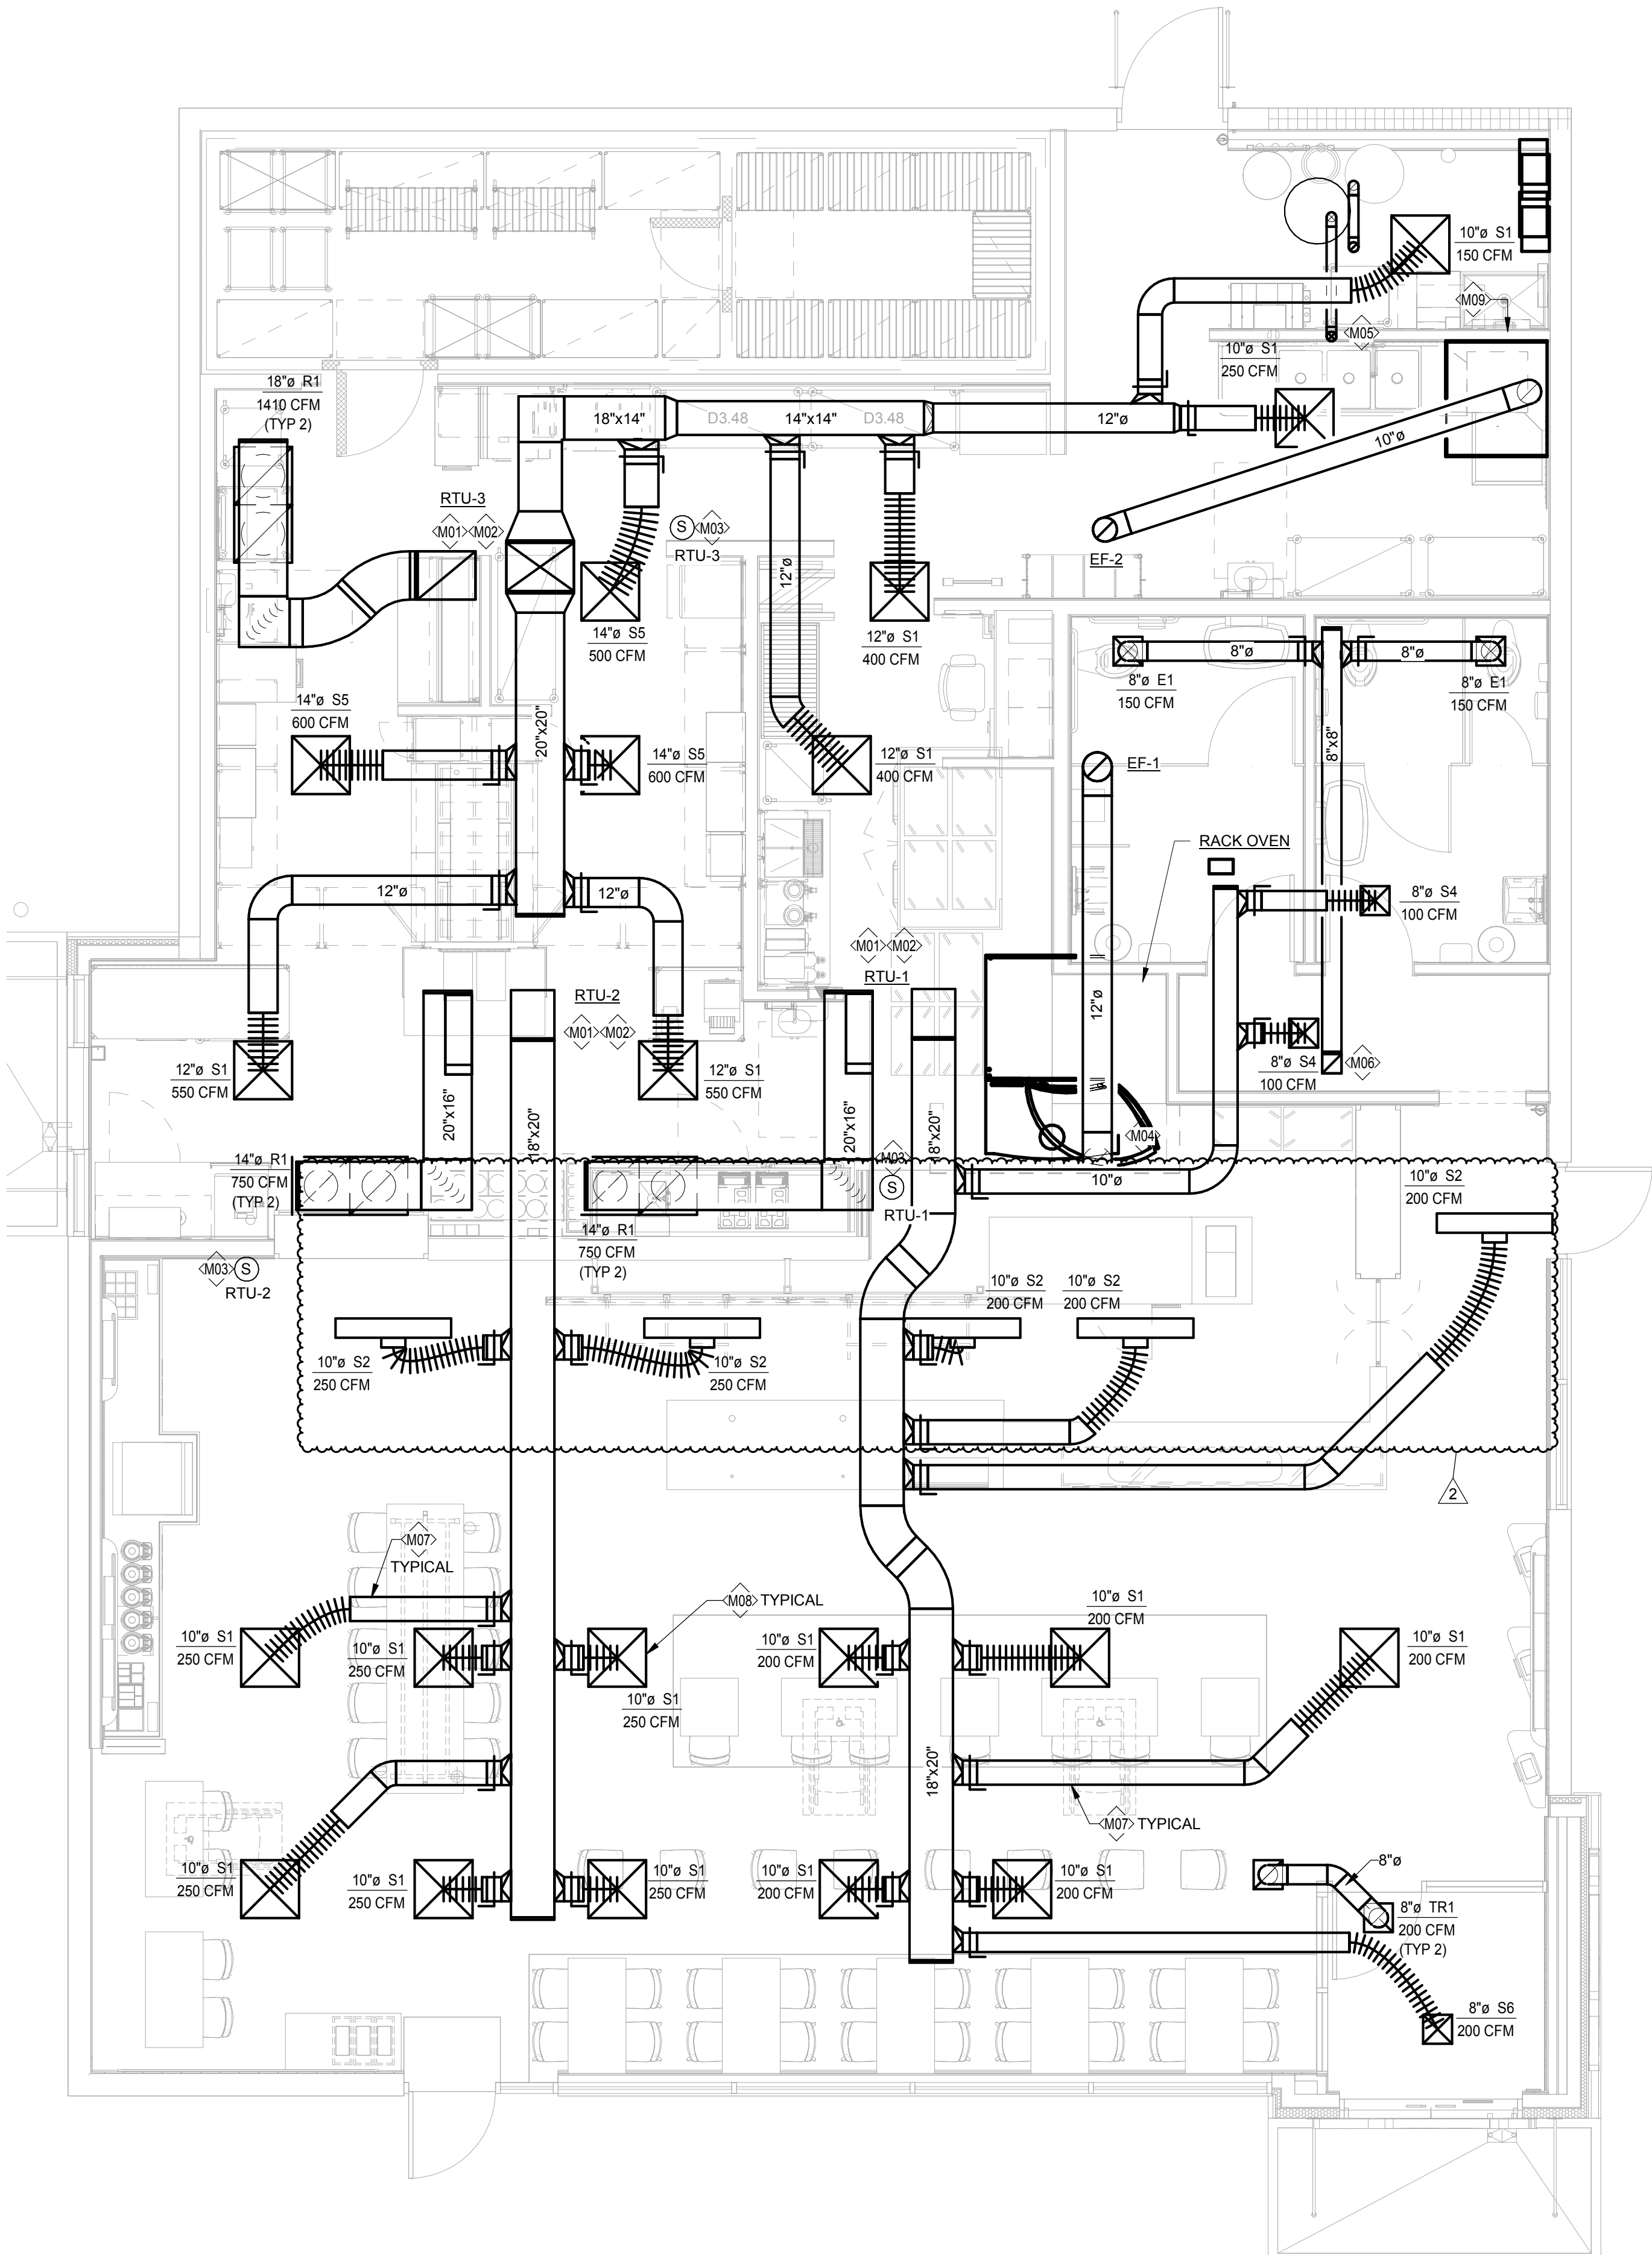 10"ø S1
150 CFM
M09
M05
10"ø S1
250 CFM
18"ø R1
1410 CFM
(TYP 2)
18"x14"
D3.48
14"x14"
D3.48
12"ø
10"ø
RTU-3
M01 M02
S M03
RTU-3
EF-2
12"ø
14"ø S5
500 CFM
12"ø S1
400 CFM
8"ø
8"ø
8"ø E1
150 CFM
8"ø E1
150 CFM
14"ø S5
600 CFM
20"x20"
14"ø S5
600 CFM
12"ø S1
400 CFM
8"x8"
EF-1
RACK OVEN
12"ø
12"ø
8"ø S4
100 CFM
M01 M02
RTU-1
RTU-2
M01 M02
12"ø
12"ø S1
550 CFM
12"ø S1
550 CFM
8"ø S4
100 CFM
M06
20"x16"
18"x20"
20"x16"
18"x20"
M04
14"ø R1
750 CFM
(TYP 2)
M03
S
RTU-1
10"ø
10"ø S2
200 CFM
14"ø R1
750 CFM
(TYP 2)
M03 S
RTU-2
10"ø S2
200 CFM
10"ø S2
200 CFM
10"ø S2
250 CFM
10"ø S2
250 CFM
2
M07
TYPICAL
M08 TYPICAL
10"ø S1
200 CFM
10"ø S1
250 CFM
10"ø S1
250 CFM
10"ø S1
250 CFM
10"ø S1
200 CFM
10"ø S1
200 CFM
18"x20"
M07 TYPICAL
10"ø S1
250 CFM
10"ø S1
250 CFM
10"ø S1
250 CFM
10"ø S1
200 CFM
10"ø S1
200 CFM
8"ø
8"ø TR1
200 CFM
(TYP 2)
8"ø S6
200 CFM